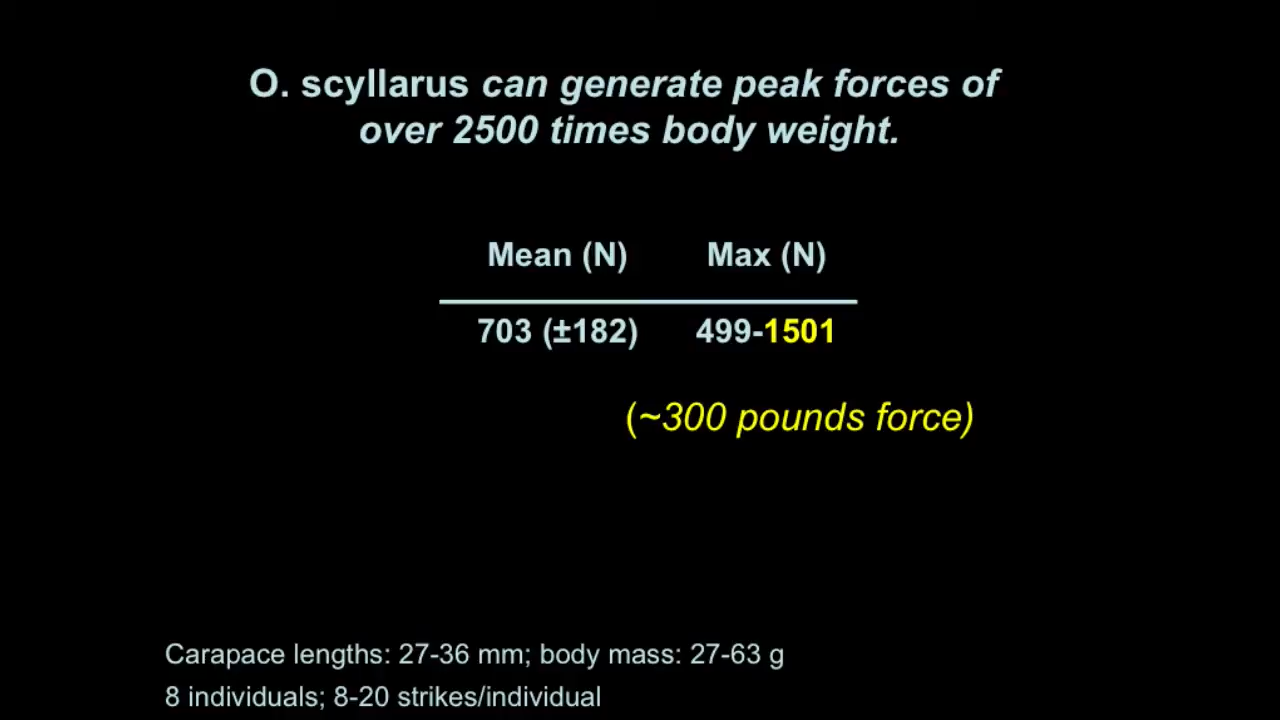 O. scyllarus can generate peak forces of
over 2500 times body weight.
Mean (N) Max (N)
703 (±182) 499-1501
(~300 pounds force)
Carapace lengths: 27-36 mm; body mass: 27-63 g
8 individuals; 8-20 strikes/individual